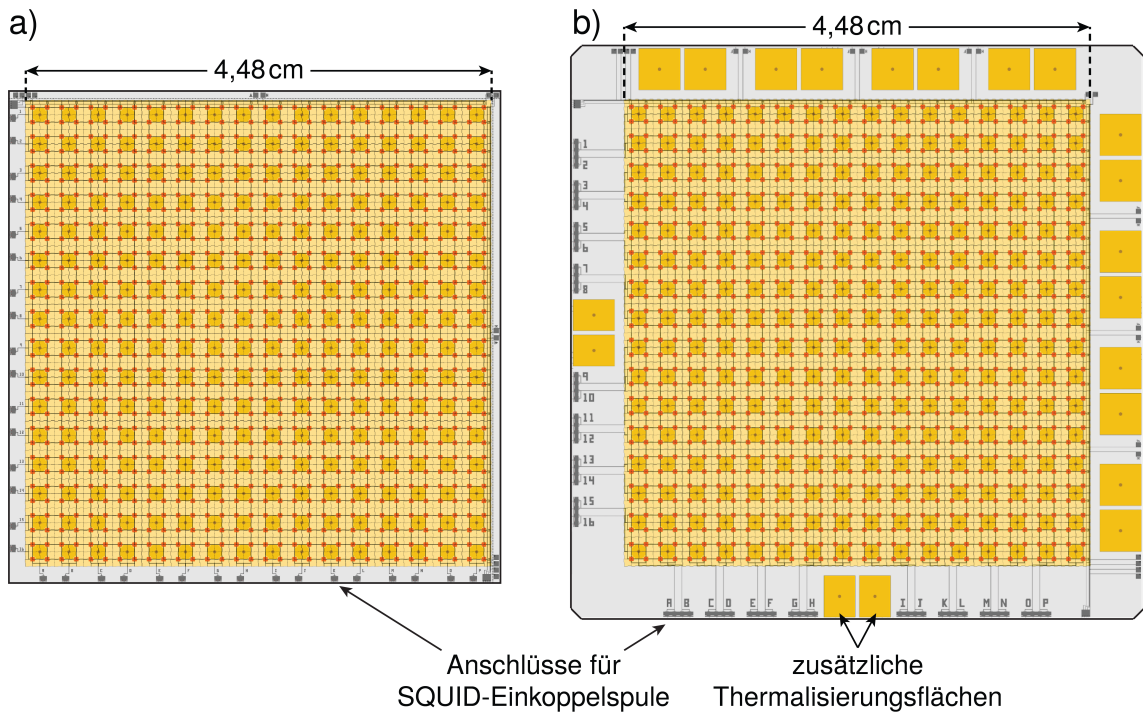 a)
b)
4,48 cm
4,48 cm
1
2
3
4
5
6
7
8
9
10
11
12
13
14
15
16
A B C D E F G H I J K L M N O P
Anschlüsse für
SQUID-Einkoppelspule
zusätzliche
Thermalisierungsflächen